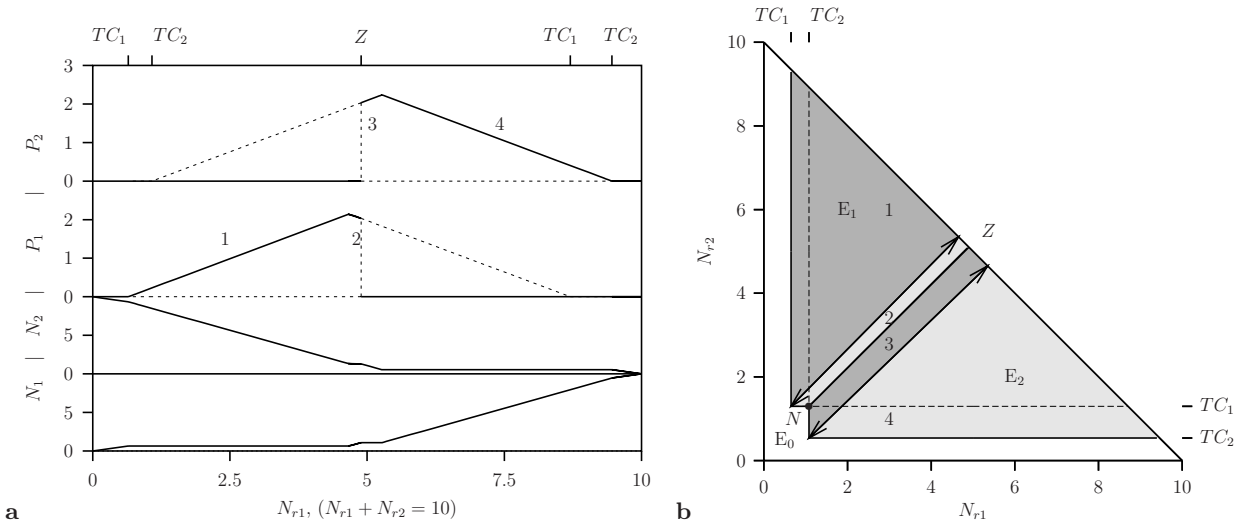 TC1 TC2 Z TC1 TC2
3
2
1
0
2
1
0
5
0
5
0
N1 | N2 | P1 | P2
1
2
3
4
0 2.5 5 7.5 10
Nr1, (Nr1 + Nr2 = 10)
a
TC1 TC2
10
8
6
4
2
0
Nr2
E1 1
Z
2
3
E2
N
4
E0
TC1
TC2
0 2 4 6 8 10
Nr1
b